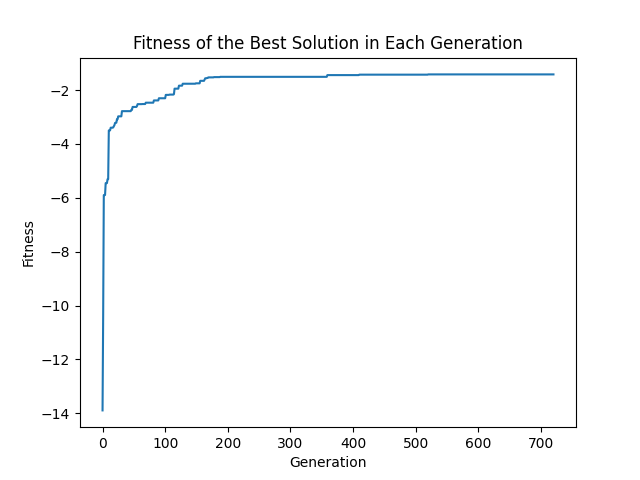 Fitness of the Best Solution in Each Generation
−2
−4
−6
−8
−10
−12
−14
Fitness
0 100 200 300 400 500 600 700
Generation